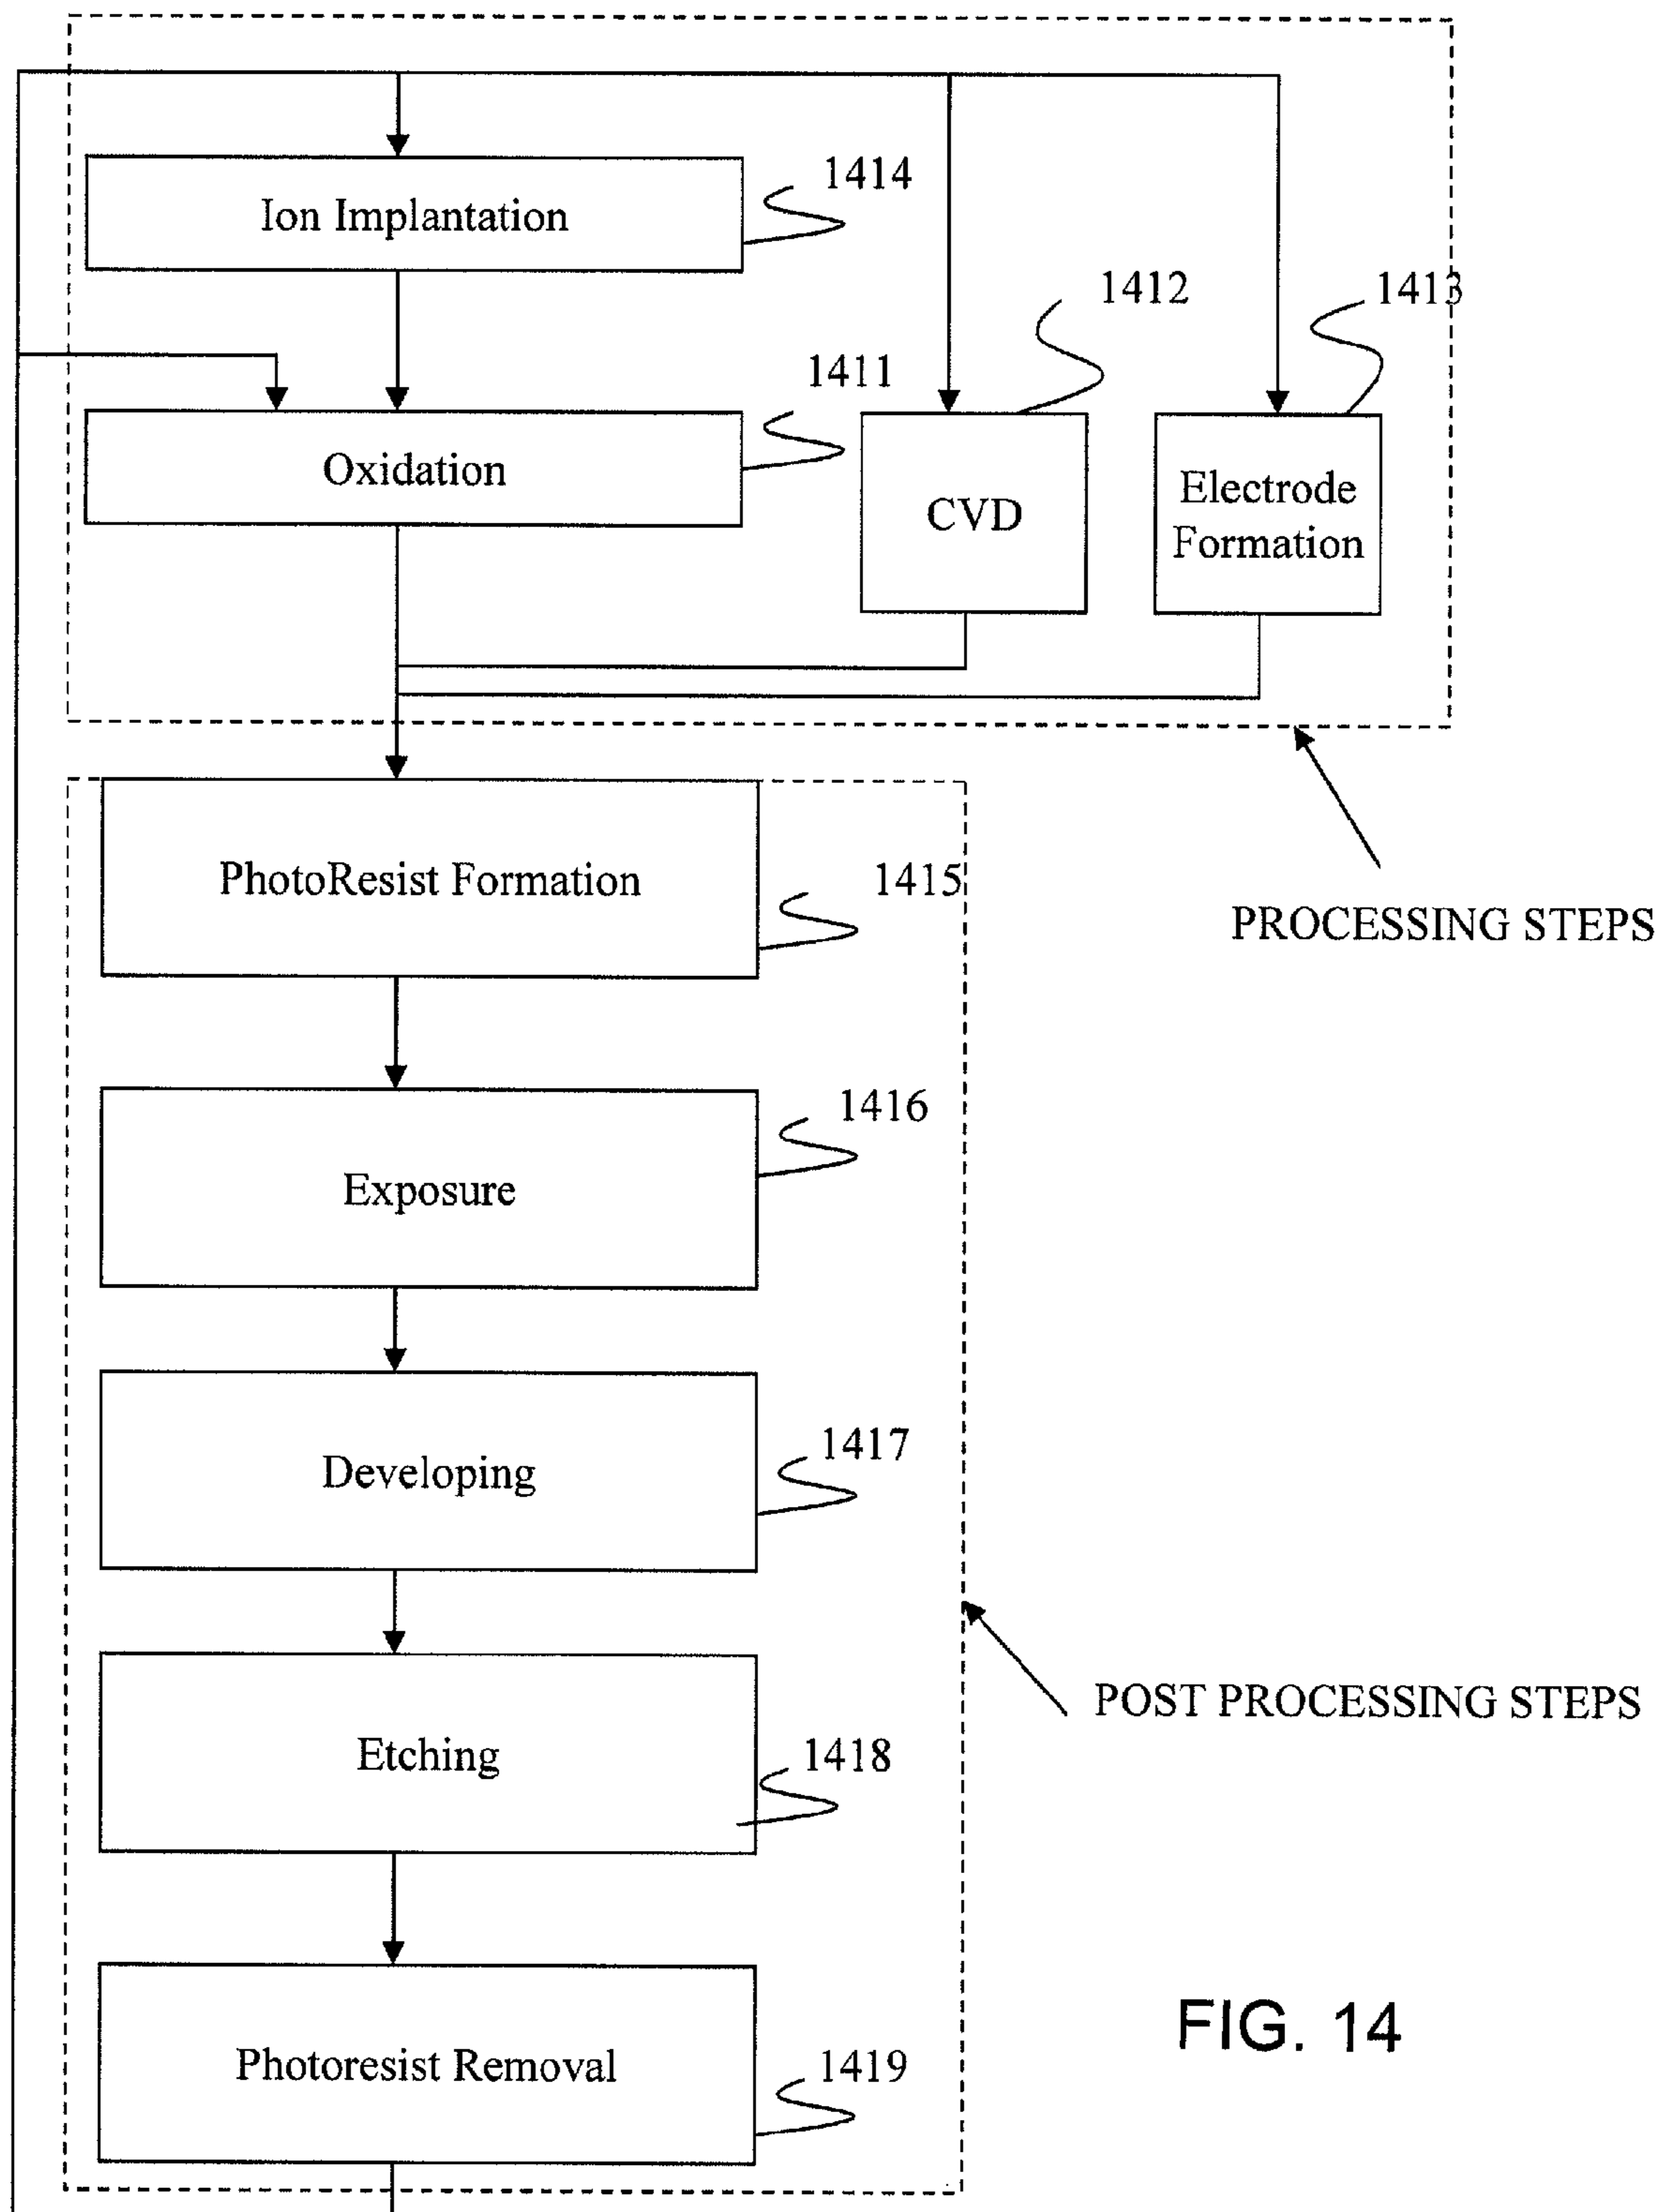 1414
Ion Implantation
1412
1413
1411
Oxidation
CVD
Electrode
Formation
PROCESSING STEPS
PhotoResist Formation
1415
1416
Exposure
1417
Developing
POST PROCESSING STEPS
1418
Etching
1419
Photoresist Removal
FIG. 14